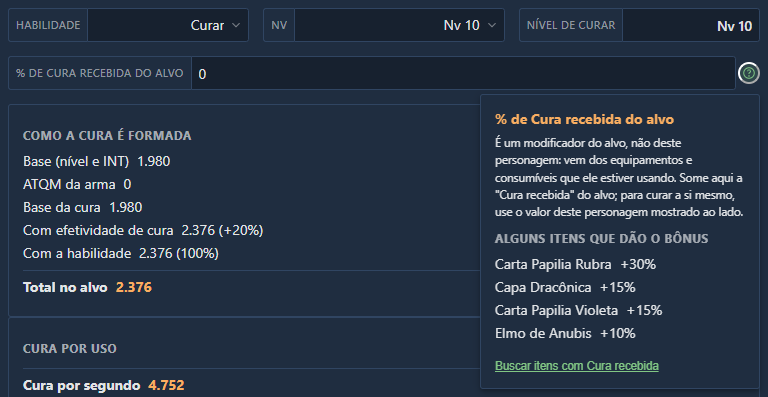 HABILIDADE Curar NV Nv 10 NÍVEL DE CURAR Nv 10
% DE CURA RECEBIDA DO ALVO 0 ?
COMO A CURA É FORMADA
Base (nível e INT) 1.980
ATQM da arma 0
Base da cura 1.980
Com efetividade de cura 2.376 (+20%)
Com a habilidade 2.376 (100%)
Total no alvo 2.376
CURA POR USO
Cura por segundo 4.752
% de Cura recebida do alvo
É um modificador do alvo, não deste
personagem: vem dos equipamentos e
consumíveis que ele estiver usando. Some aqui a
"Cura recebida" do alvo; para curar a si mesmo,
use o valor deste personagem mostrado ao lado.
ALGUNS ITENS QUE DÃO O BÔNUS
Carta Papilia Rubra +30%
Capa Dracônica +15%
Carta Papilia Violeta +15%
Elmo de Anubis +10%
Buscar itens com Cura recebida